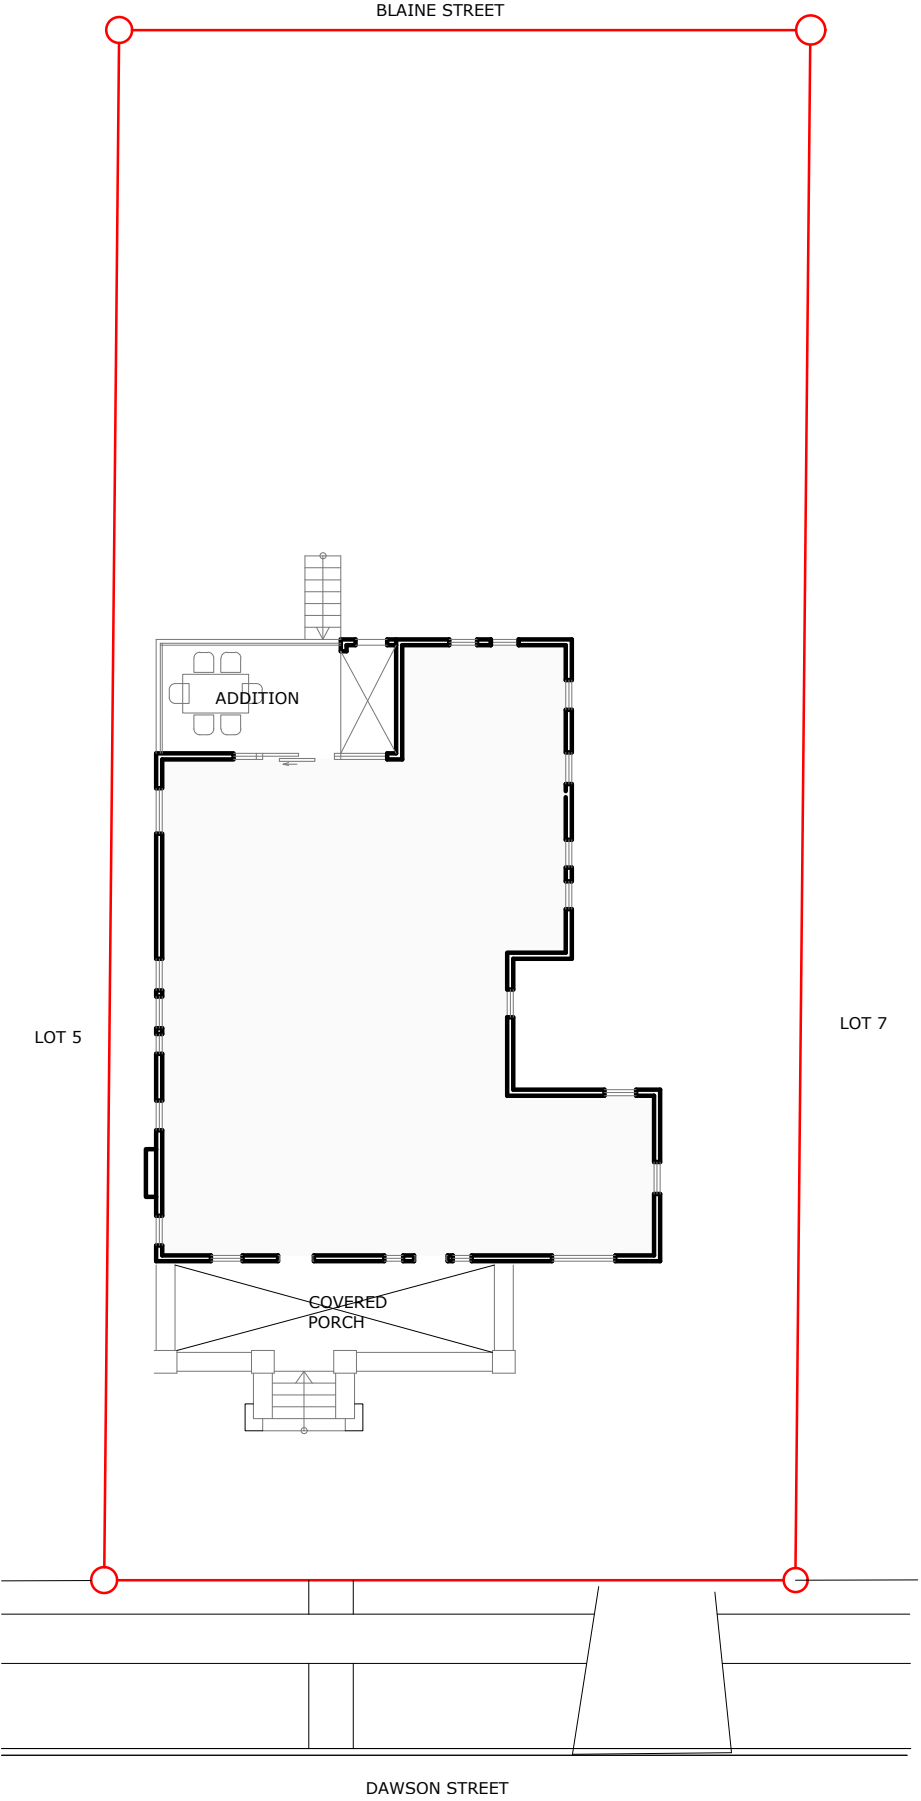 BLAINE STREET
ADDITION
LOT 5
LOT 7
COVERED
PORCH
DAWSON STREET